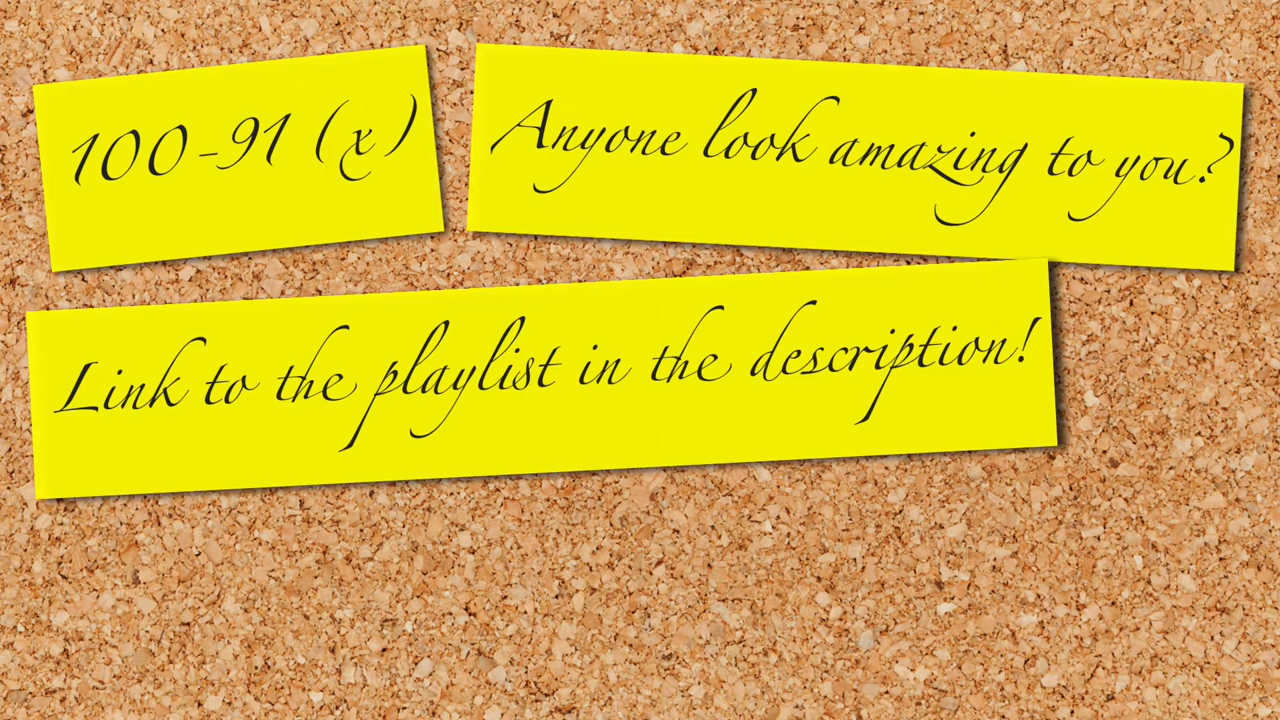 100-91 (x)
Anyone look amazing to you?
Link to the playlist in the description!